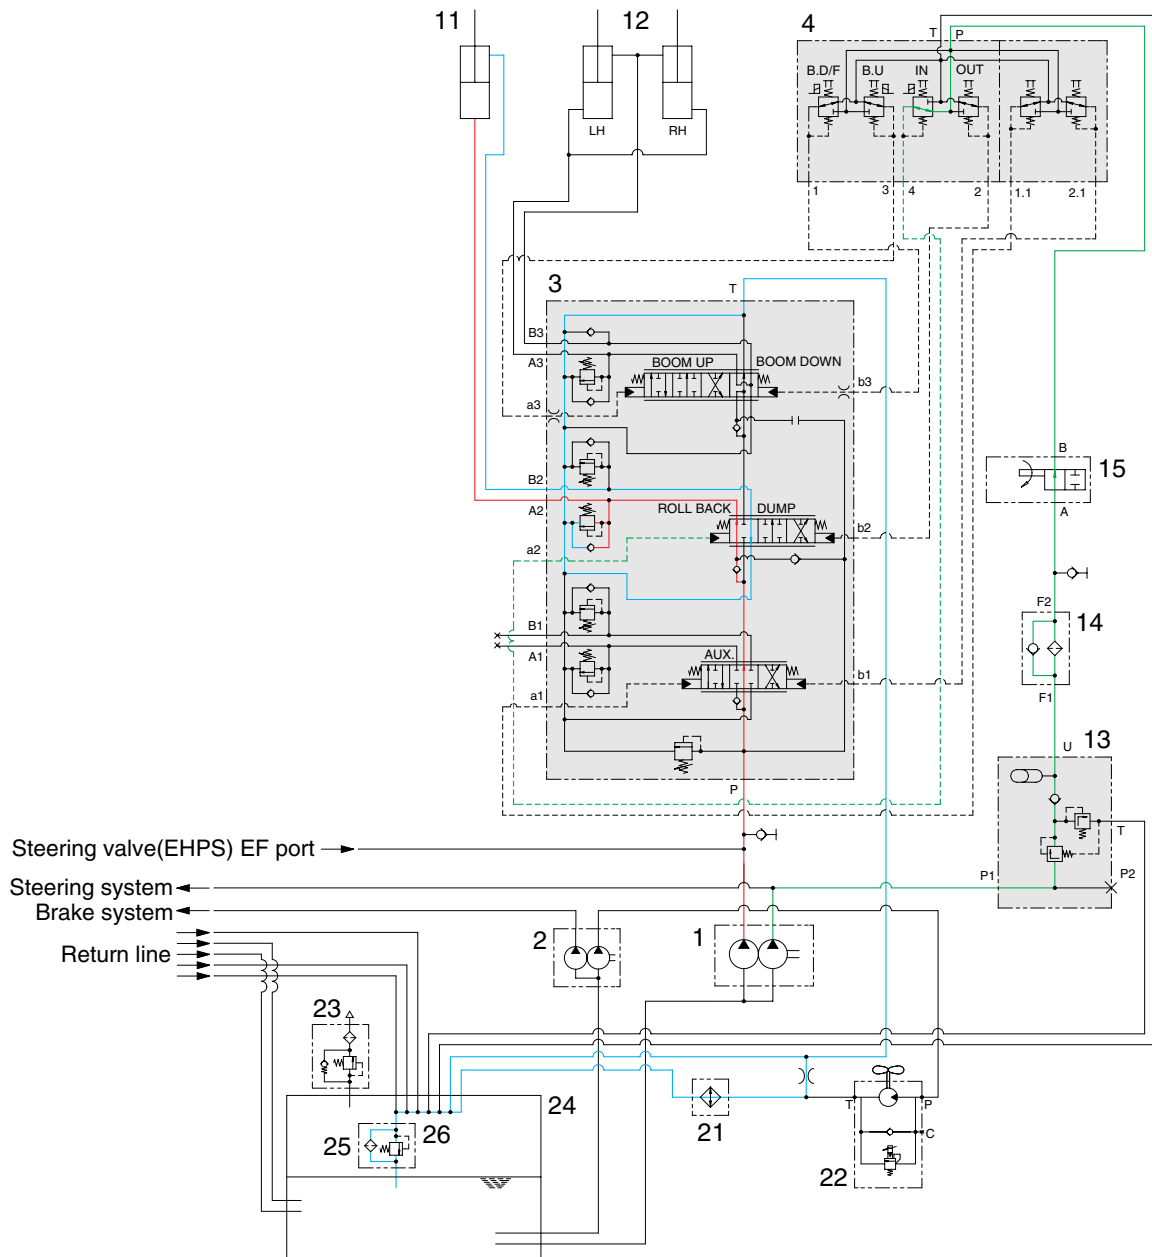 11
12
4
T
P
B.D/F
B.U
IN
OUT
LH
RH
1
3
4
2
1.1
2.1
3
T
B3
A3
BOOM UP
BOOM DOWN
a3
b3
B
15
B2
A2
ROLL BACK
DUMP
A
a2
b2
F2
14
B1
A1
AUX.
a1
b1
F1
U
13
P
T
Steering valve(EHPS) EF port
P1
P2
Steering system
Brake system
2
1
Return line
23
24
T
P
25
26
21
C
22